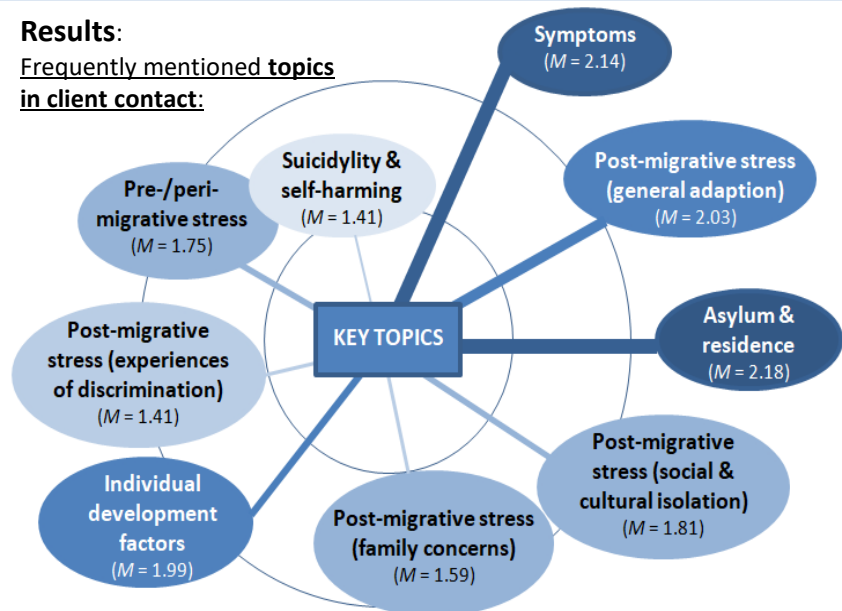 Results:
Frequently mentioned topics
in client contact:
Symptoms
(M = 2.14)
Suicidylity &
self-harming
(M = 1.41)
Post-migrative stress
(general adaption)
(M = 2.03)
Pre-/peri-
migrative stress
(M = 1.75)
KEY TOPICS
Asylum &
residence
(M = 2.18)
Post-migrative
stress (experiences
of discrimination)
(M = 1.41)
Post-migrative
stress (social &
cultural isolation)
(M = 1.81)
Individual
development
factors
(M = 1.99)
Post-migrative stress
(family concerns)
(M = 1.59)